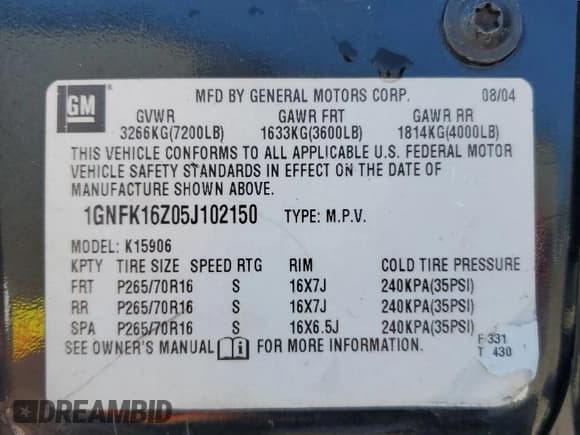 GM
MFD BY GENERAL MOTORS CORP. 08/04
GVWR GAWR FRT GAWR RR
3266KG(7200LB) 1633KG(3600LB) 1814KG(4000LB)
THIS VEHICLE CONFORMS TO ALL APPLICABLE U.S. FEDERAL MOTOR
VEHICLE SAFETY STANDARDS IN EFFECT ON THE DATE OF
MANUFACTURE SHOWN ABOVE.
1GNFK16Z05J102150 TYPE: M.P.V.
MODEL: K15906
KPTY TIRE SIZE SPEED RTG RIM COLD TIRE PRESSURE
FRT P265/70R16 S 16X7J 240KPA(35PSI)
RR P265/70R16 S 16X7J 240KPA(35PSI)
SPA P265/70R16 S 16X6.5J 240KPA(35PSI)
SEE OWNER'S MANUAL i FOR MORE INFORMATION.
F 331
T 430
DREAMBID